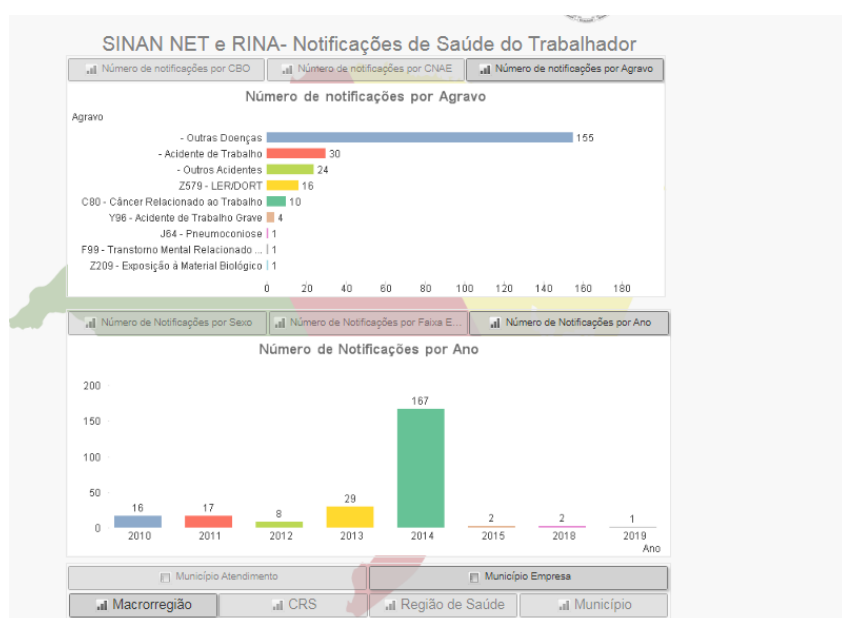 SINAN NET e RINA- Notificações de Saúde do Trabalhador
Número de notificações por CBO
Número de notificações por CNAE
Número de notificações por Agravo
Número de notificações por Agravo
Agravo
- Outras Doenças 155
- Acidente de Trabalho 30
- Outros Acidentes 24
Z579 - LER/DORT 16
C80 - Câncer Relacionado ao Trabalho 10
Y96 - Acidente de Trabalho Grave 4
J64 - Pneumoconiose 1
F99 - Transtorno Mental Relacionado ... 1
Z209 - Exposição à Material Biológico 1
0 20 40 60 80 100 120 140 160 180
Número de Notificações por Sexo
Número de Notificações por Faixa E...
Número de Notificações por Ano
Número de Notificações por Ano
200
150
100
50
0
16 17 8 29 167 2 2 1
2010 2011 2012 2013 2014 2015 2018 2019
Ano
Município Atendimento
Município Empresa
Macrorregião
CRS
Região de Saúde
Município